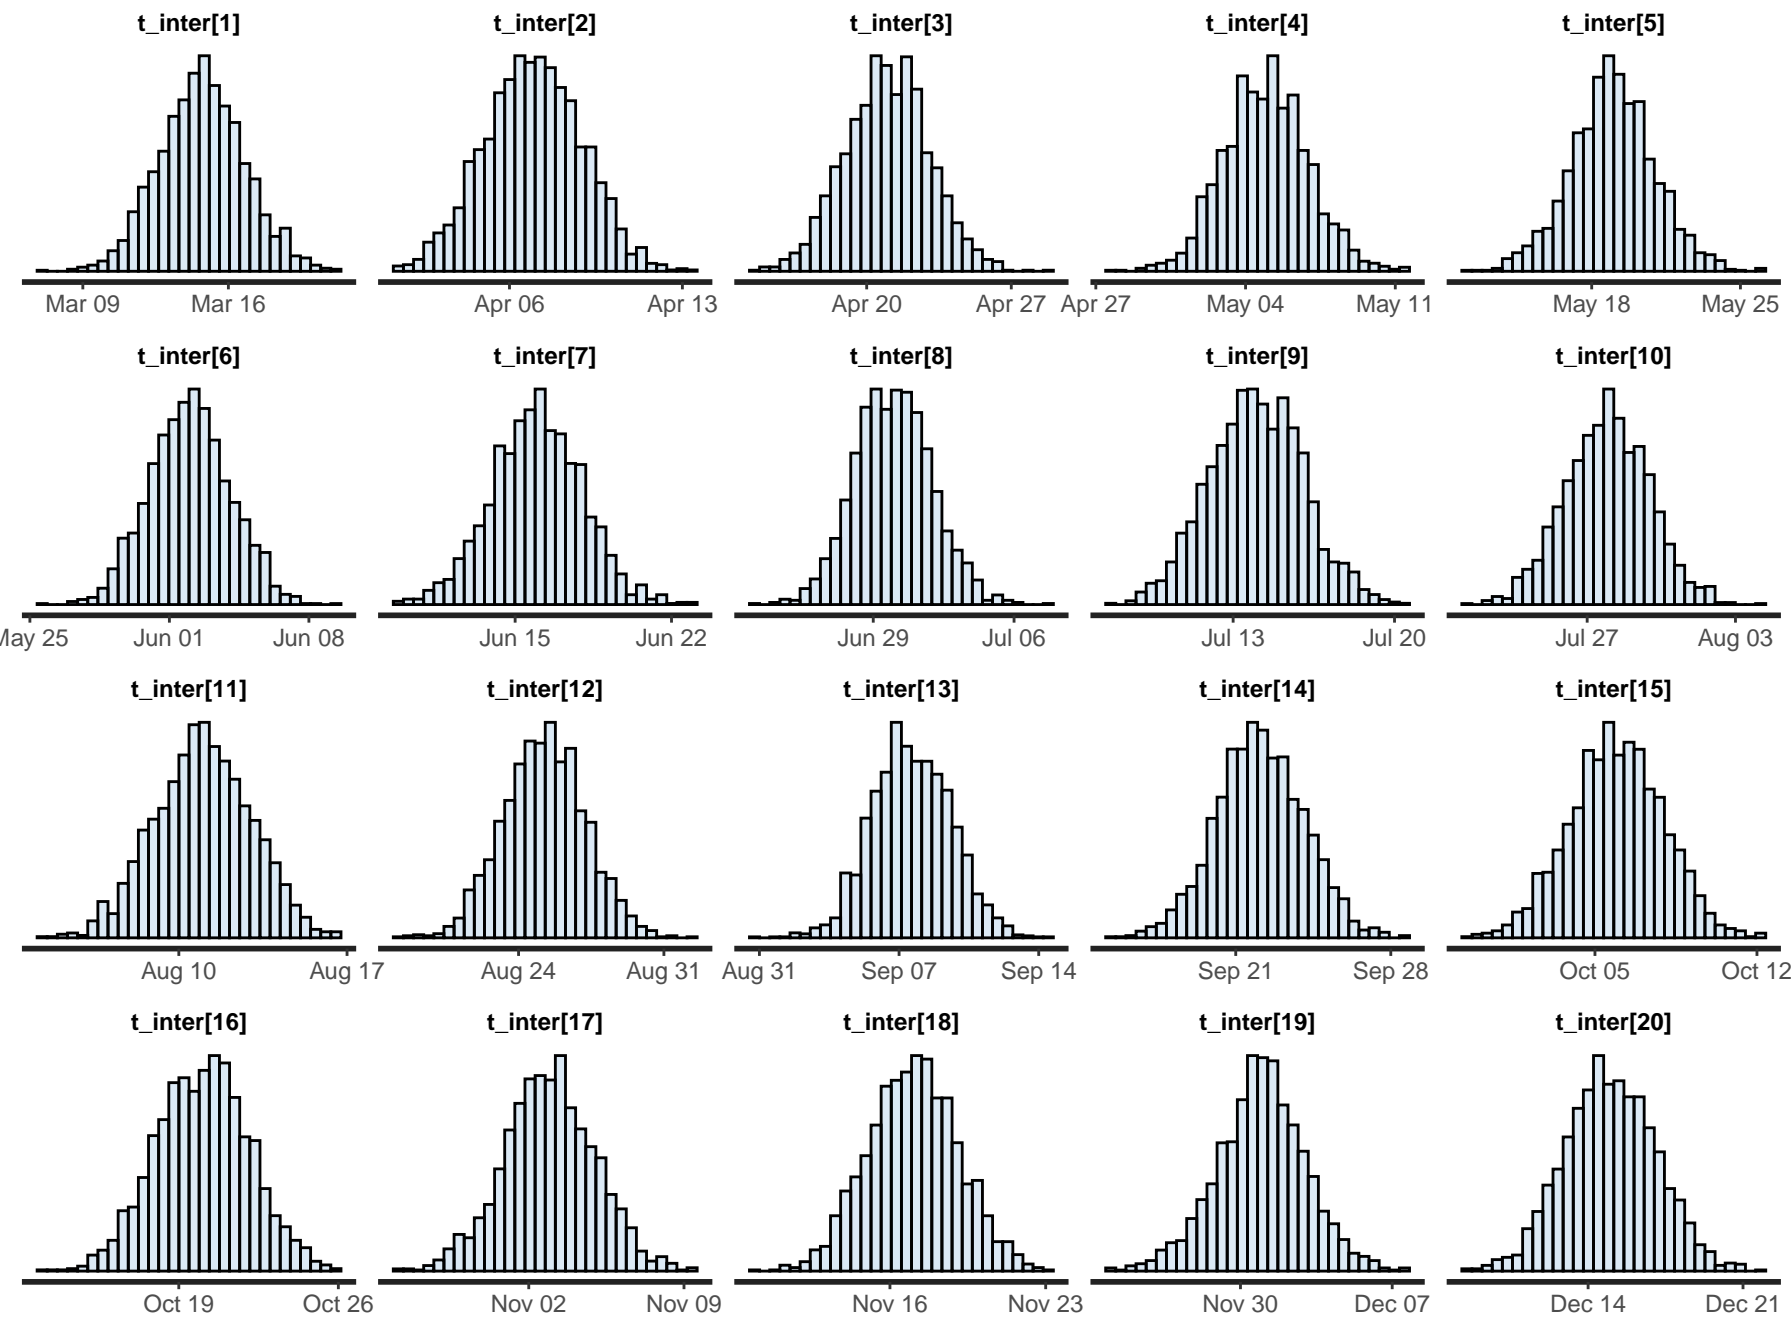 t_inter[1] t_inter[2] t_inter[3] t_inter[4] t_inter[5]
Mar 09 Mar 16 Apr 06 Apr 13 Apr 20 Apr 27 Apr 27 May 04 May 11 May 18 May 25
t_inter[6] t_inter[7] t_inter[8] t_inter[9] t_inter[10]
May 25 Jun 01 Jun 08 Jun 15 Jun 22 Jun 29 Jul 06 Jul 13 Jul 20 Jul 27 Aug 03
t_inter[11] t_inter[12] t_inter[13] t_inter[14] t_inter[15]
Aug 10 Aug 17 Aug 24 Aug 31 Aug 31 Sep 07 Sep 14 Sep 21 Sep 28 Oct 05 Oct 12
t_inter[16] t_inter[17] t_inter[18] t_inter[19] t_inter[20]
Oct 19 Oct 26 Nov 02 Nov 09 Nov 16 Nov 23 Nov 30 Dec 07 Dec 14 Dec 21